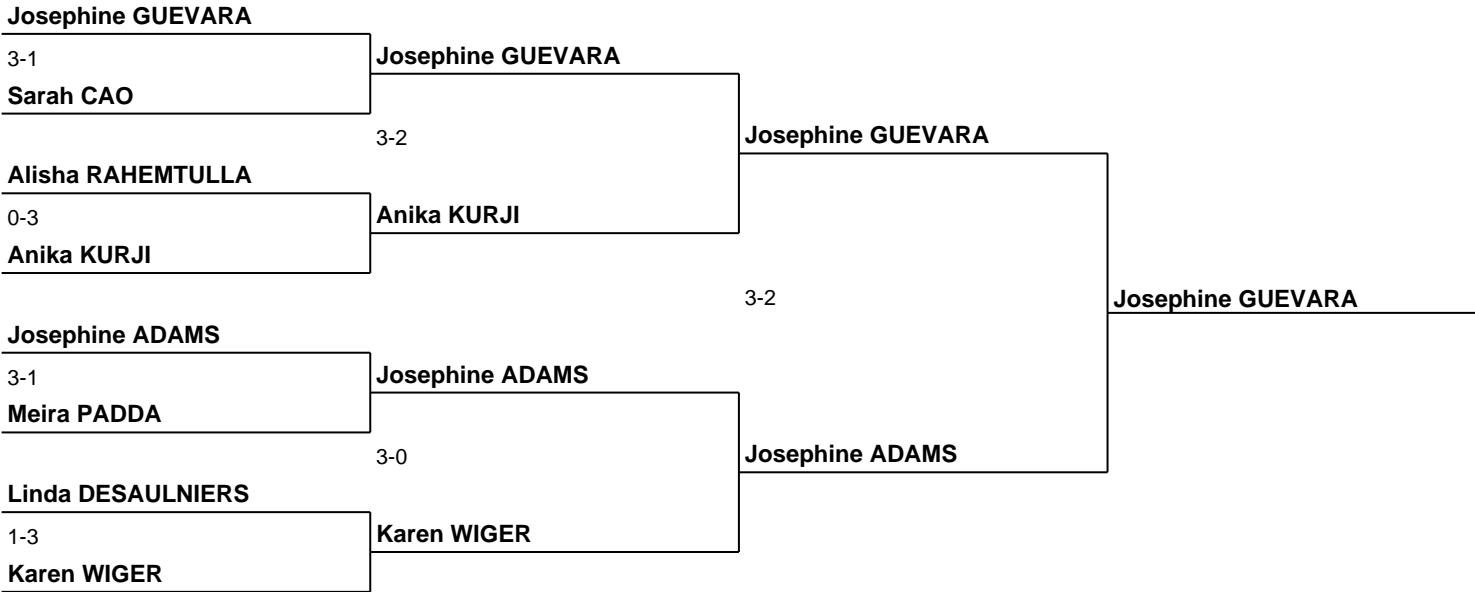 Josephine GUEVARA
3-1
Josephine GUEVARA
Sarah CAO
3-2
Josephine GUEVARA
Alisha RAHEMTULLA
0-3
Anika KURJI
Anika KURJI
3-2
Josephine GUEVARA
Josephine ADAMS
3-1
Josephine ADAMS
Meira PADDA
3-0
Josephine ADAMS
Linda DESAULNIERS
1-3
Karen WIGER
Karen WIGER